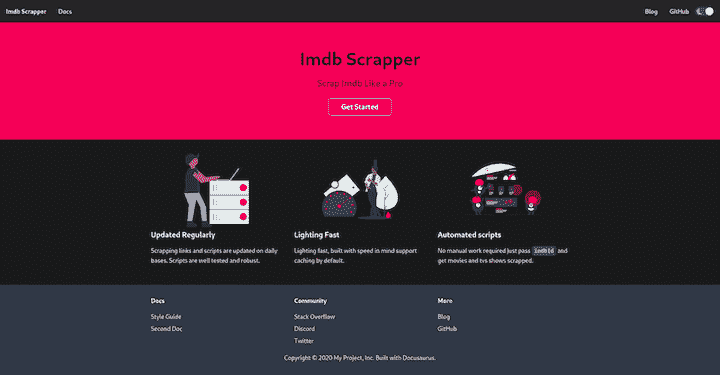 Imdb Scrapper Docs Blog GitHub
Imdb Scrapper
Scrap Imdb Like a Pro
Get Started
Updated Regularly
Scrapping links and scripts are updated on daily
bases. Scripts are well tested and robust.
Lighting Fast
Lighting fast, built with speed in mind support
caching by default.
Automated scripts
No manual work required just pass imdbId and
get movies and tvs shows scrapped.
Docs
Style Guide
Second Doc
Community
Stack Overflow
Discord
Twitter
More
Blog
GitHub
Copyright © 2020 My Project, Inc. Built with Docusaurus.